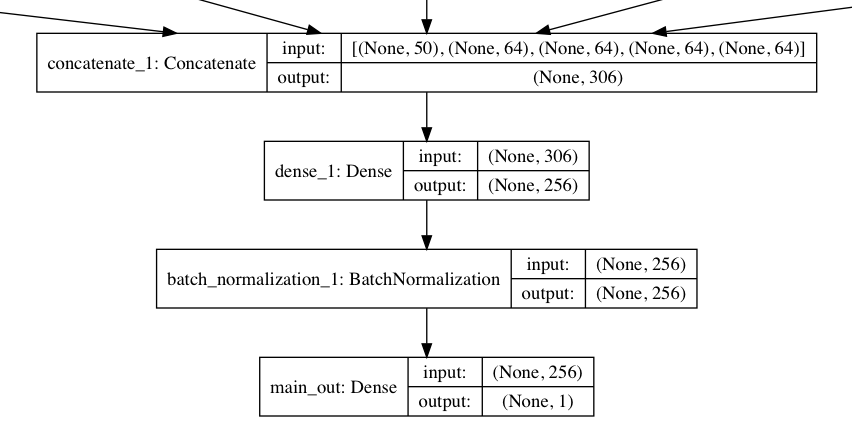 concatenate_1: Concatenate
input: [(None, 50), (None, 64), (None, 64), (None, 64), (None, 64)]
output: (None, 306)
dense_1: Dense
input: (None, 306)
output: (None, 256)
batch_normalization_1: BatchNormalization
input: (None, 256)
output: (None, 256)
main_out: Dense
input: (None, 256)
output: (None, 1)